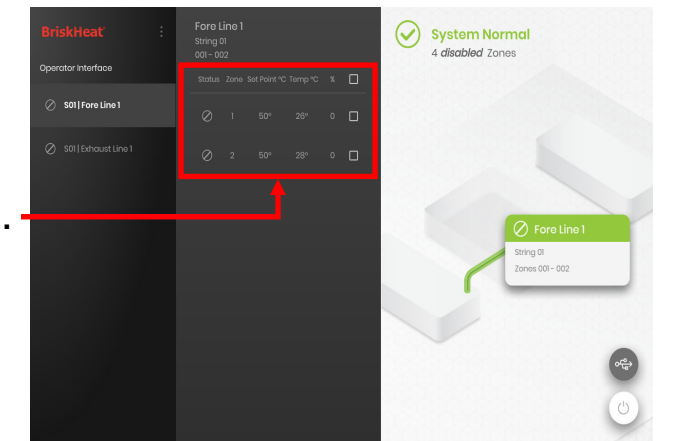 BriskHeat
Operator Interface
S01 | Fore Line 1
S01 | Exhaust Line 1
Fore Line 1
String 01
001 - 002
Status Zone Set Point °C Temp °C %
1 50° 26° 0
2 50° 28° 0
.
System Normal
4 disabled Zones
Fore Line 1
String 01
Zones 001 - 002